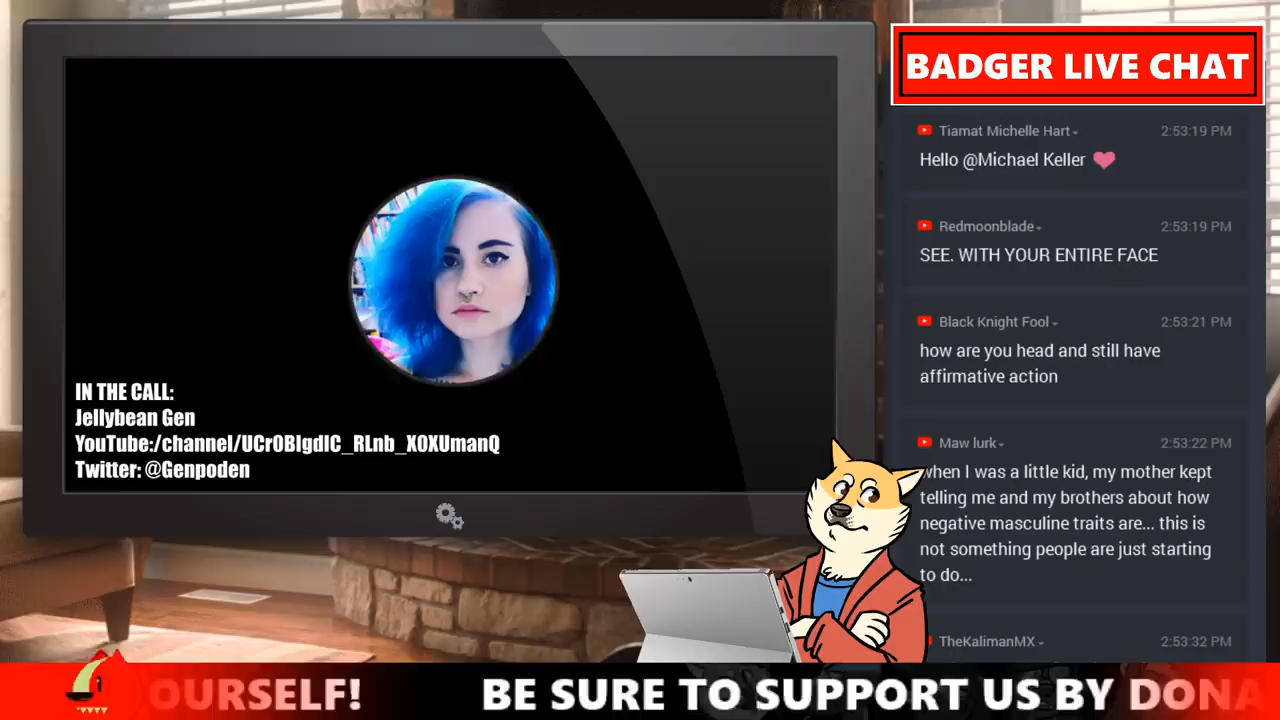 BADGER LIVE CHAT
Tiamat Michelle Hart
2:53:19 PM
Hello @Michael Keller
Redmoonblade
2:53:19 PM
SEE. WITH YOUR ENTIRE FACE
Black Knight Fool
2:53:21 PM
how are you head and still have
affirmative action
Maw lurk
2:53:22 PM
when I was a little kid, my mother kept
telling me and my brothers about how
negative masculine traits are... this is
not something people are just starting
to do...
TheKalimanMX
2:53:32 PM
IN THE CALL:
Jellybean Gen
YouTube:/channel/UCr0BIgdIC_RLnb_XOXUmanQ
Twitter: @Genpoden
OURSELF! BE SURE TO SUPPORT US BY DONA